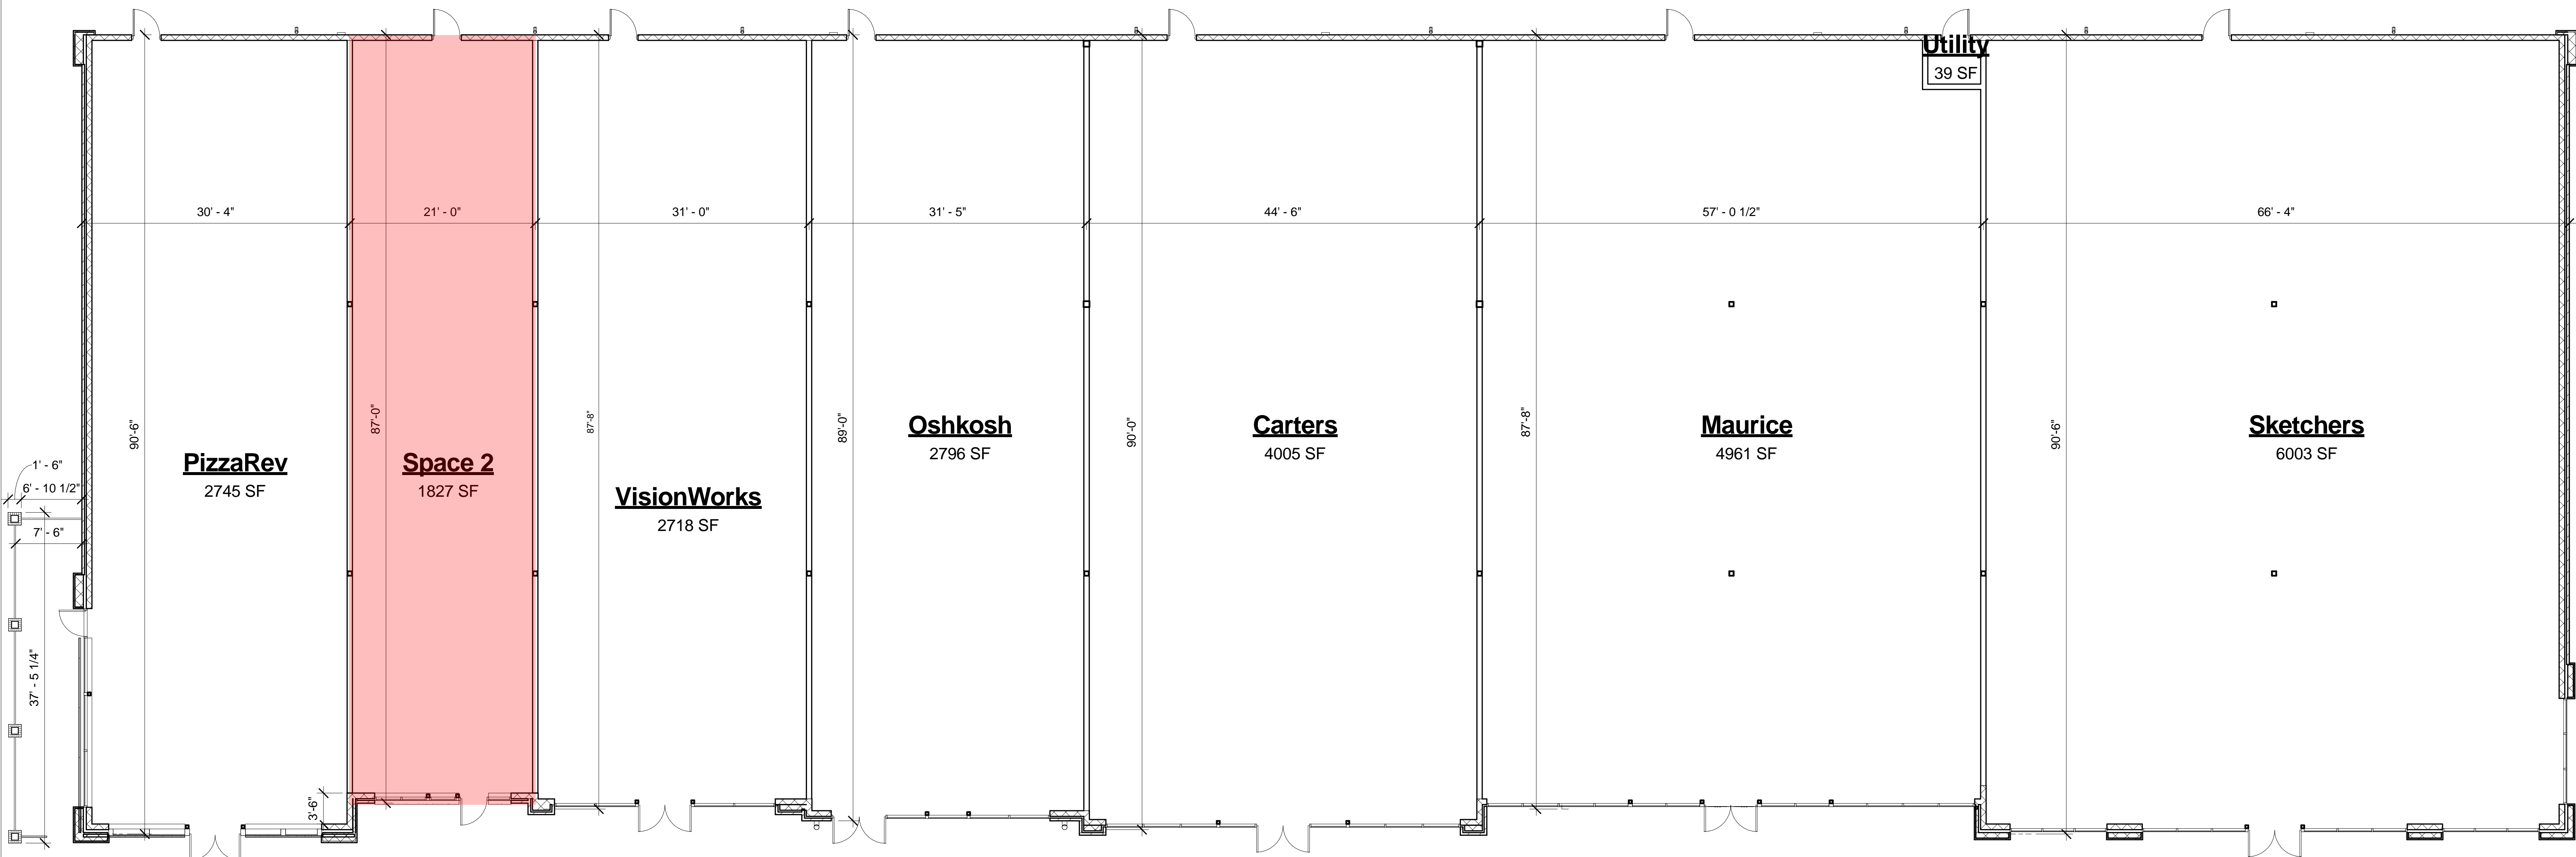 Utility
39 SF
30' - 4"
21' - 0"
31' - 0"
31' - 5"
44' - 6"
57' - 0 1/2"
66' - 4"
90'-6"
87'-0"
87'-8"
89'-0"
90'-0"
87'-8"
90'-6"
PizzaRev
2745 SF
Space 2
1827 SF
VisionWorks
2718 SF
Oshkosh
2796 SF
Carters
4005 SF
Maurice
4961 SF
Sketchers
6003 SF
1' - 6"
6' - 10 1/2"
7' - 6"
37' - 5 1/4"
3'-6"